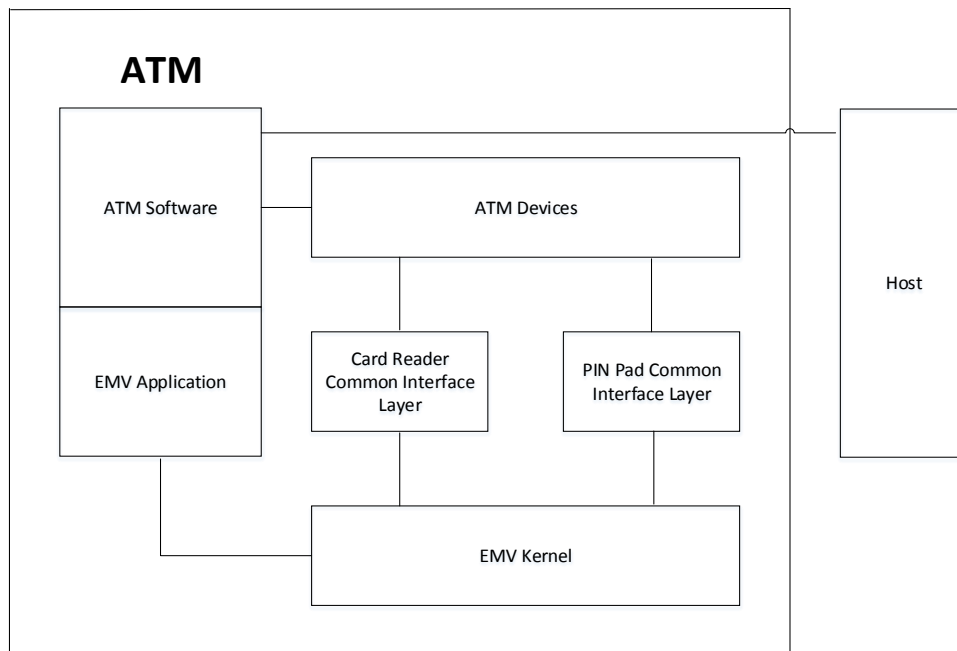 ATM
ATM Software
ATM Devices
Host
EMV Application
Card Reader
Common Interface
Layer
PIN Pad Common
Interface Layer
EMV Kernel